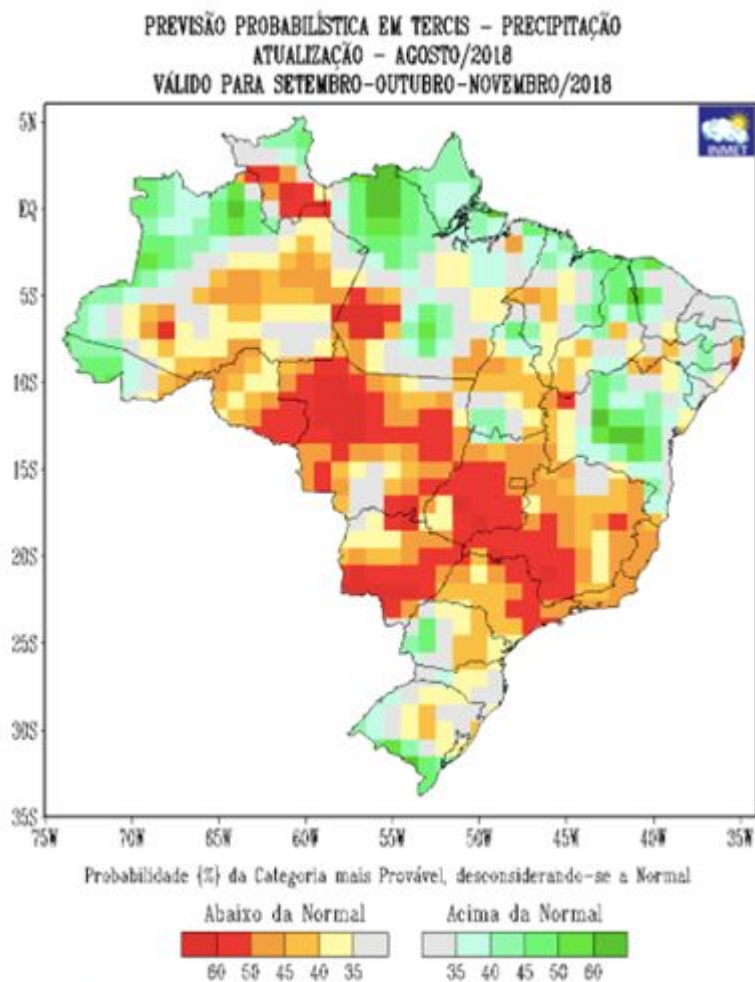 PREVISÃO PROBABILÍSTICA EM TERCIS – PRECIPITAÇÃO
ATUALIZAÇÃO – AGOSTO/2018
VÁLIDO PARA SETEMBRO-OUTUBRO-NOVEMBRO/2018
INMET
5N
EQ
5S
10S
15S
20S
25S
30S
35S
75W 70W 65W 60W 55W 50W 45W 40W 35W
Probabilidade (%) da Categoria mais Provável, desconsiderando-se a Normal
Abaixo da Normal Acima da Normal
60 50 45 40 35 35 40 45 50 60